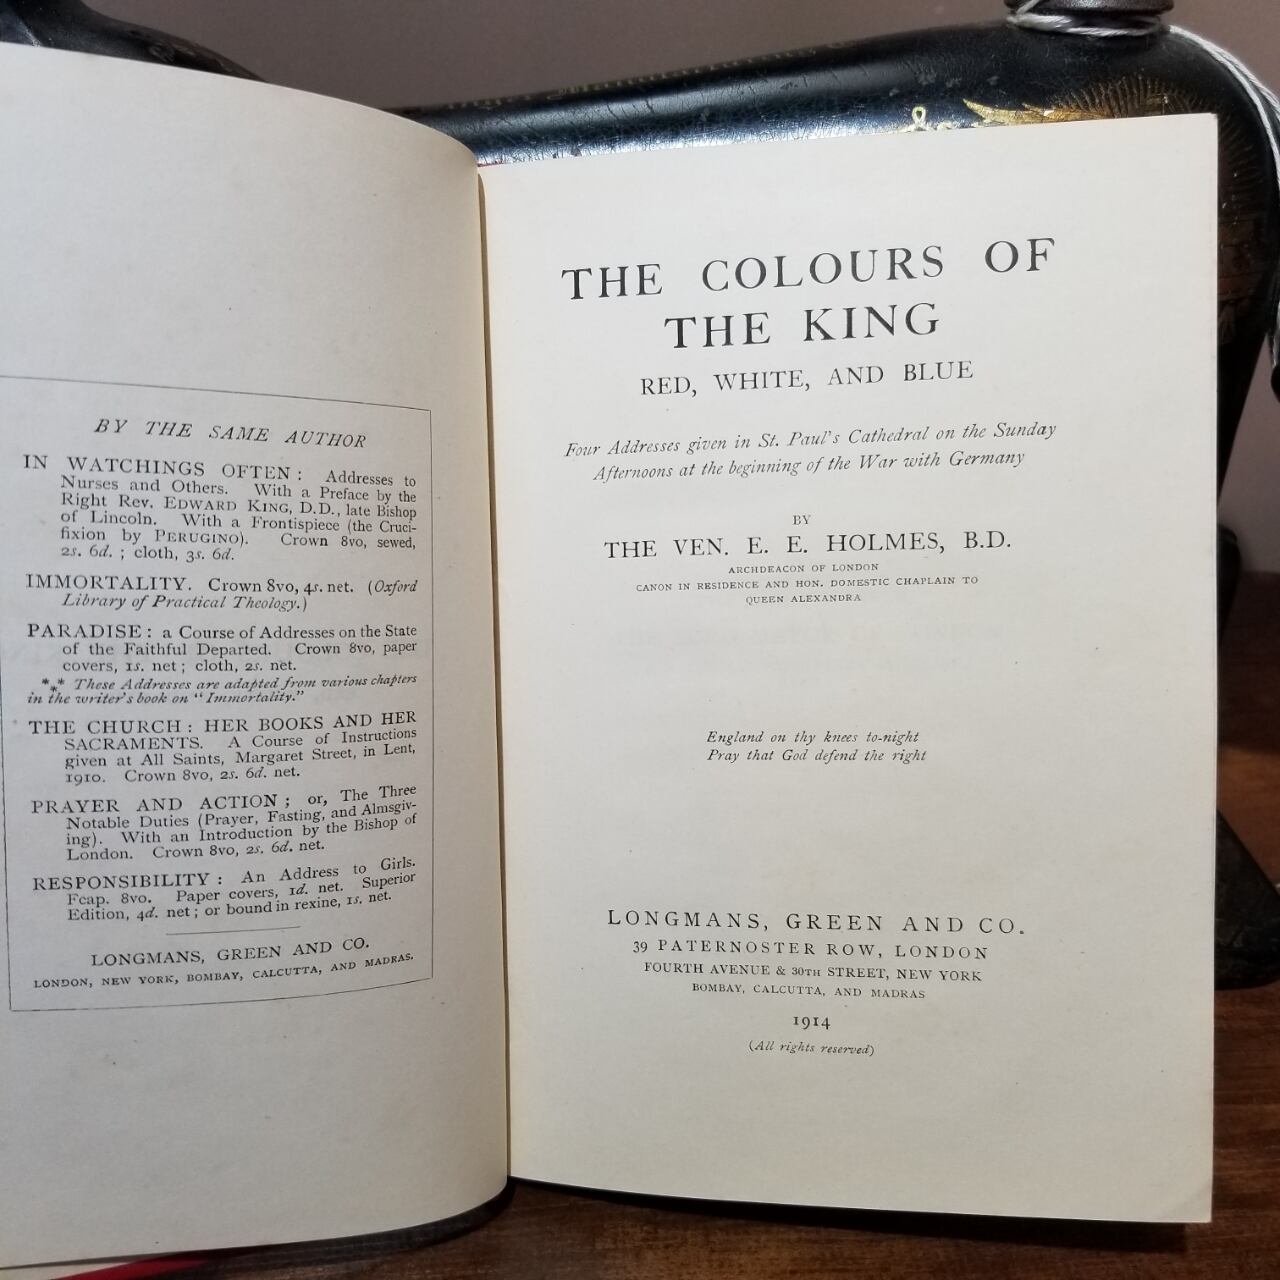 BY THE SAME AUTHOR
IN WATCHINGS OFTEN: Addresses to
Nurses and Others. With a Preface by the
Right Rev. EDWARD KING, D.D., late Bishop
of Lincoln. With a Frontispiece (the Cruci-
fixion by PERUGINO). Crown 8vo, sewed,
2s. 6d.; cloth, 3s. 6d.
IMMORTALITY. Crown 8vo, 4s. net. (Oxford
Library of Practical Theology.)
PARADISE: a Course of Addresses on the State
of the Faithful Departed. Crown 8vo, paper
covers, 1s. net; cloth, 2s. net.
*** These Addresses are adapted from various chapters
in the writer's book on "Immortality."
THE CHURCH: HER BOOKS AND HER
SACRAMENTS. A Course of Instructions
given at All Saints, Margaret Street, in Lent,
1910. Crown 8vo, 2s. 6d. net.
PRAYER AND ACTION; or, The Three
Notable Duties (Prayer, Fasting, and Almsgiv-
ing). With an Introduction by the Bishop of
London. Crown 8vo, 2s. 6d. net.
RESPONSIBILITY: An Address to Girls.
Fcap. 8vo. Paper covers, 1d. net. Superior
Edition, 4d. net; or bound in rexine, 1s. net.
LONGMANS, GREEN AND CO.
LONDON, NEW YORK, BOMBAY, CALCUTTA, AND MADRAS.
THE COLOURS OF
THE KING
RED, WHITE, AND BLUE
Four Addresses given in St. Paul's Cathedral on the Sunday
Afternoons at the beginning of the War with Germany
BY
THE VEN. E. E. HOLMES, B.D.
ARCHDEACON OF LONDON
CANON IN RESIDENCE AND HON. DOMESTIC CHAPLAIN TO
QUEEN ALEXANDRA
England on thy knees to-night
Pray that God defend the right
LONGMANS, GREEN AND CO.
39 PATERNOSTER ROW, LONDON
FOURTH AVENUE & 30TH STREET, NEW YORK
BOMBAY, CALCUTTA, AND MADRAS
1914
(All rights reserved)